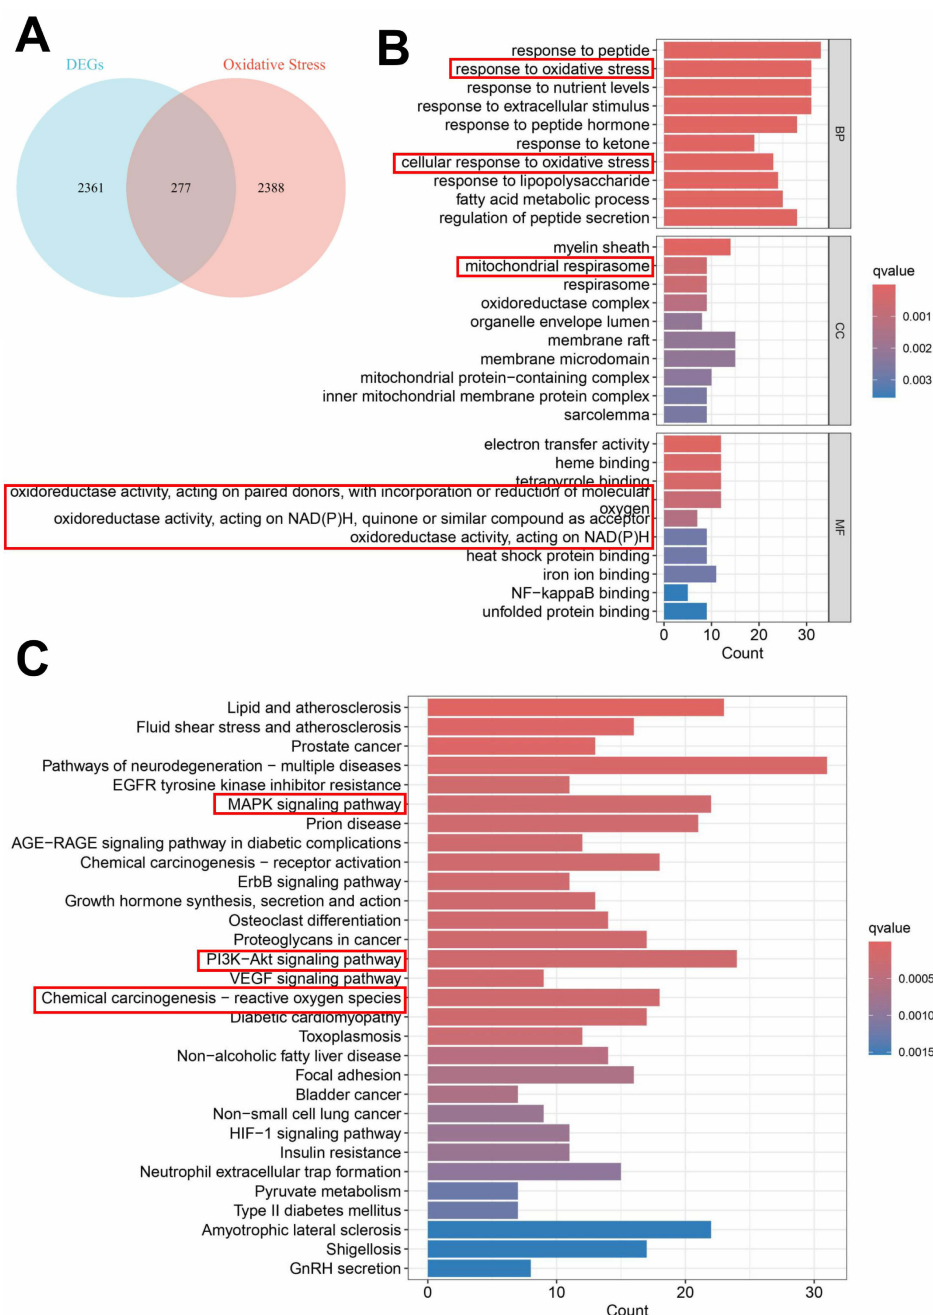 A
DEGs
Oxidative Stress
2361
277
2388
B
response to peptide
response to oxidative stress
response to nutrient levels
response to extracellular stimulus
response to peptide hormone
response to ketone
cellular response to oxidative stress
response to lipopolysaccharide
fatty acid metabolic process
regulation of peptide secretion
BP
myelin sheath
mitochondrial respirasome
respirasome
oxidoreductase complex
organelle envelope lumen
membrane raft
membrane microdomain
mitochondrial protein−containing complex
inner mitochondrial membrane protein complex
sarcolemma
CC
electron transfer activity
heme binding
tetrapyrrole binding
oxidoreductase activity, acting on paired donors, with incorporation or reduction of molecular
oxygen
oxidoreductase activity, acting on NAD(P)H, quinone or similar compound as acceptor
oxidoreductase activity, acting on NAD(P)H
heat shock protein binding
iron ion binding
NF−kappaB binding
unfolded protein binding
MF
0 10 20 30
Count
qvalue
0.001
0.002
0.003
C
Lipid and atherosclerosis
Fluid shear stress and atherosclerosis
Prostate cancer
Pathways of neurodegeneration − multiple diseases
EGFR tyrosine kinase inhibitor resistance
MAPK signaling pathway
Prion disease
AGE−RAGE signaling pathway in diabetic complications
Chemical carcinogenesis − receptor activation
ErbB signaling pathway
Growth hormone synthesis, secretion and action
Osteoclast differentiation
Proteoglycans in cancer
PI3K−Akt signaling pathway
VEGF signaling pathway
Chemical carcinogenesis − reactive oxygen species
Diabetic cardiomyopathy
Toxoplasmosis
Non−alcoholic fatty liver disease
Focal adhesion
Bladder cancer
Non−small cell lung cancer
HIF−1 signaling pathway
Insulin resistance
Neutrophil extracellular trap formation
Pyruvate metabolism
Type II diabetes mellitus
Amyotrophic lateral sclerosis
Shigellosis
GnRH secretion
0 10 20 30
Count
qvalue
0.0005
0.0010
0.0015